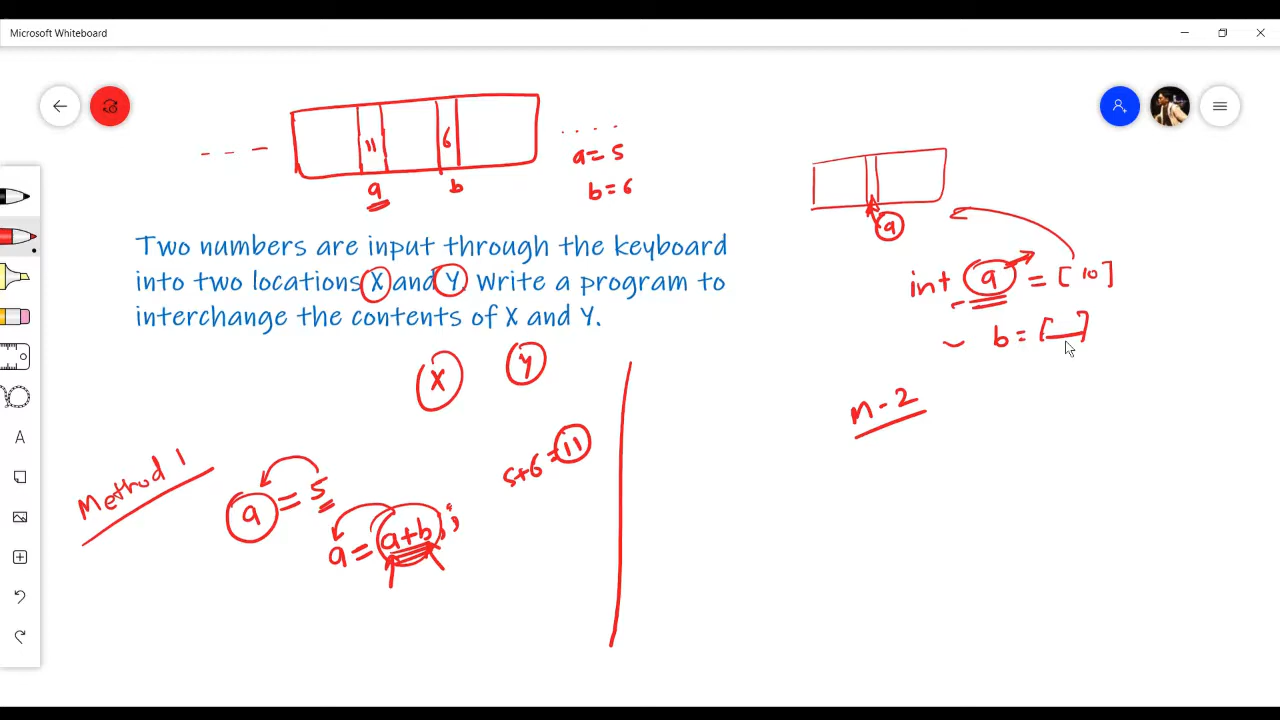 Microsoft Whiteboard
11 6
a b
a = 5
b = 6
Two numbers are input through the keyboard
into two locations X and Y. Write a program to
interchange the contents of X and Y.
X Y
Method 1
a = 5
a = a+b;
5+6 = 11
a
int a = [10]
b = [ ]
m-2
A